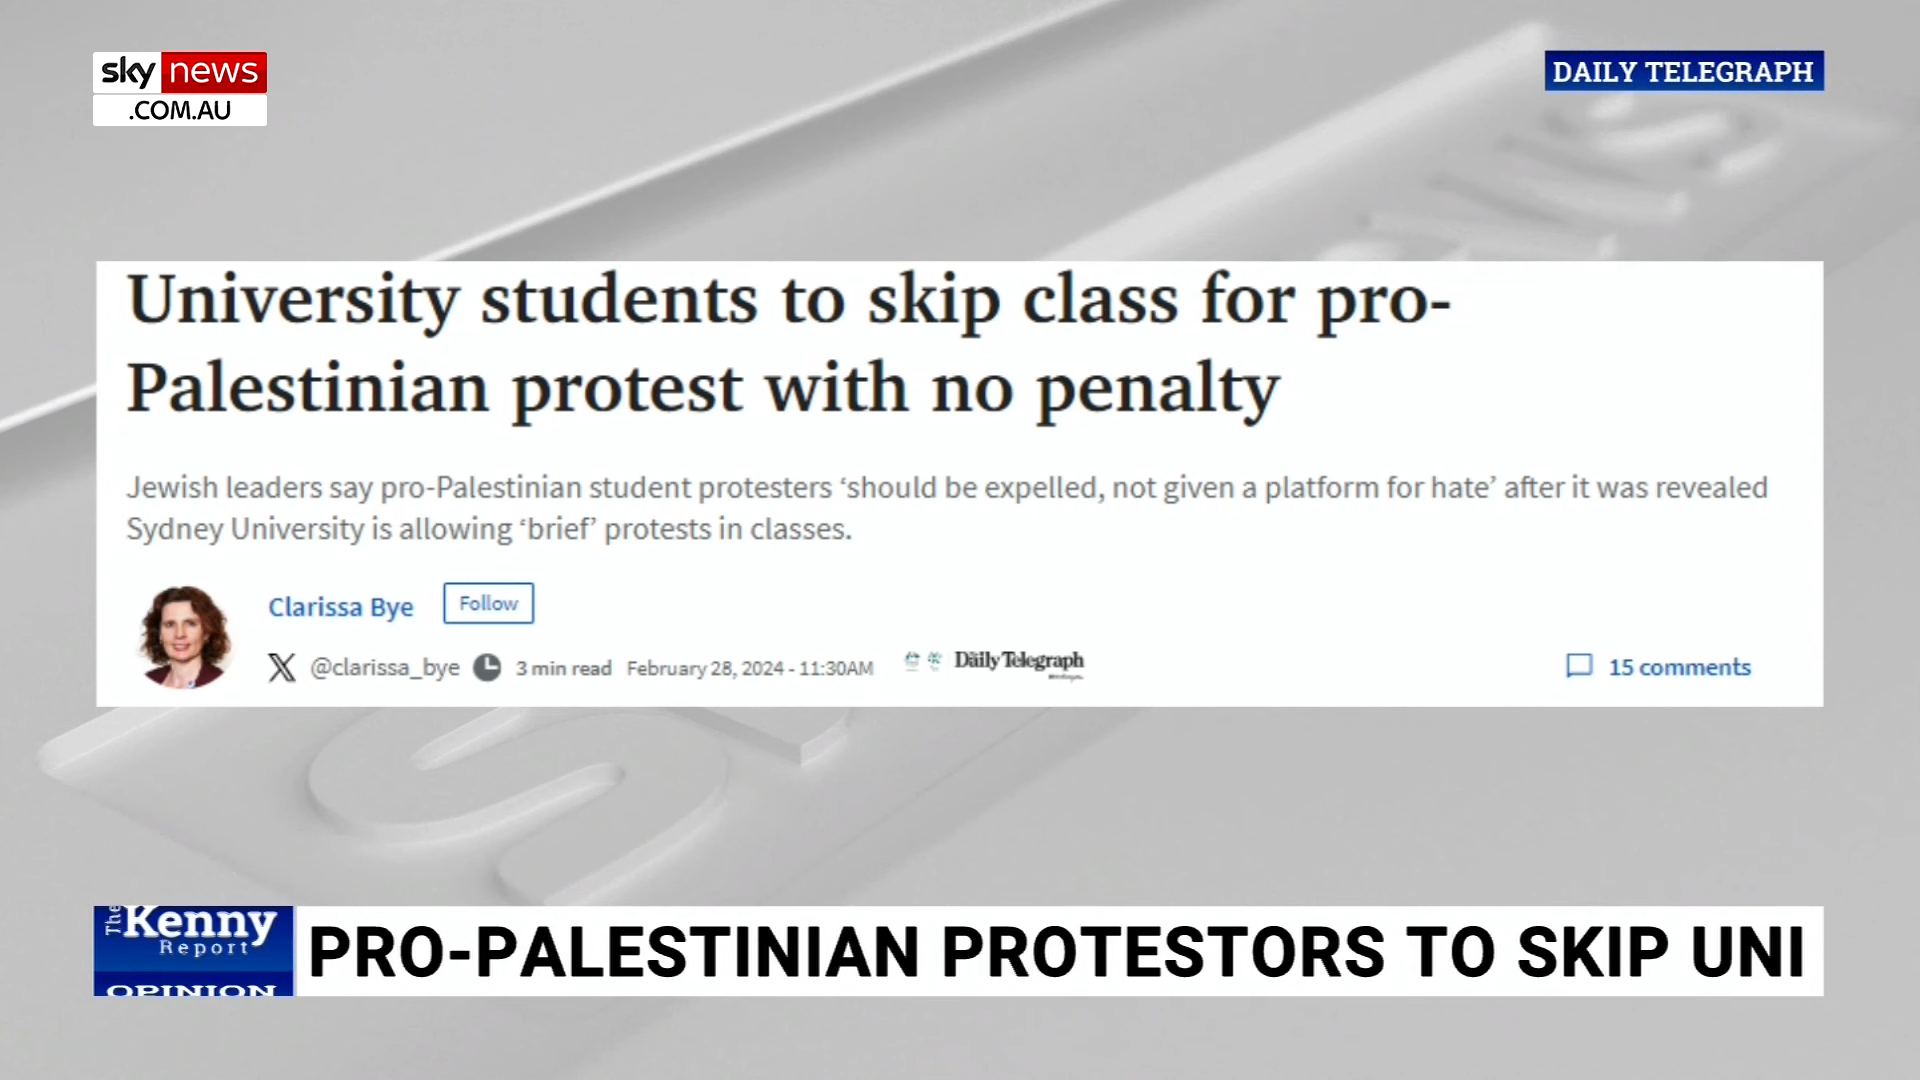 sky news
.COM.AU
DAILY TELEGRAPH
University students to skip class for pro-
Palestinian protest with no penalty
Jewish leaders say pro-Palestinian student protesters ‘should be expelled, not given a platform for hate’ after it was revealed
Sydney University is allowing ‘brief’ protests in classes.
Clarissa Bye
Follow
@clarissa_bye 3 min read February 28, 2024 - 11:30AM The Daily Telegraph
15 comments
The Kenny
Report
OPINION
PRO-PALESTINIAN PROTESTORS TO SKIP UNI